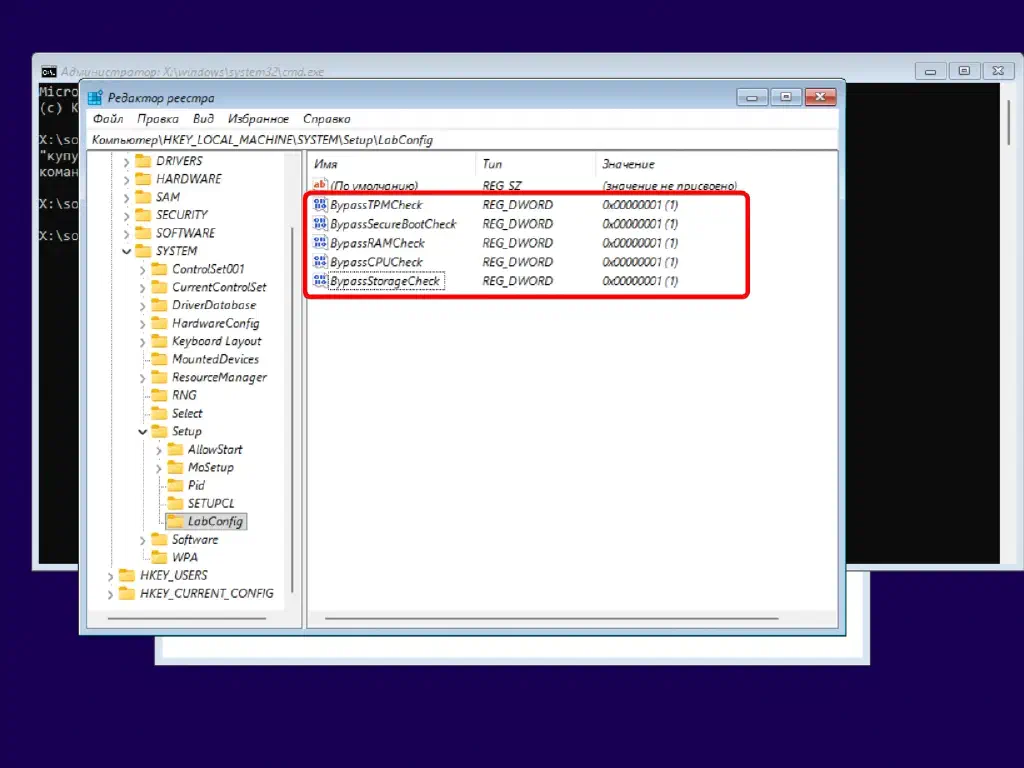 Администратор: X:\windows\system32\cmd.exe
Micro
(c) К
X:\so
"купу
коман
X:\so
X:\so
Редактор реестра
Файл Правка Вид Избранное Справка
Компьютер\HKEY_LOCAL_MACHINE\SYSTEM\Setup\LabConfig
DRIVERS
HARDWARE
SAM
SECURITY
SOFTWARE
SYSTEM
ControlSet001
CurrentControlSet
DriverDatabase
HardwareConfig
Keyboard Layout
MountedDevices
ResourceManager
RNG
Select
Setup
AllowStart
MoSetup
Pid
SETUPCL
LabConfig
Software
WPA
HKEY_USERS
HKEY_CURRENT_CONFIG
Имя Тип Значение
(По умолчанию) REG_SZ (значение не присвоено)
BypassTPMCheck REG_DWORD 0x00000001 (1)
BypassSecureBootCheck REG_DWORD 0x00000001 (1)
BypassRAMCheck REG_DWORD 0x00000001 (1)
BypassCPUCheck REG_DWORD 0x00000001 (1)
BypassStorageCheck REG_DWORD 0x00000001 (1)